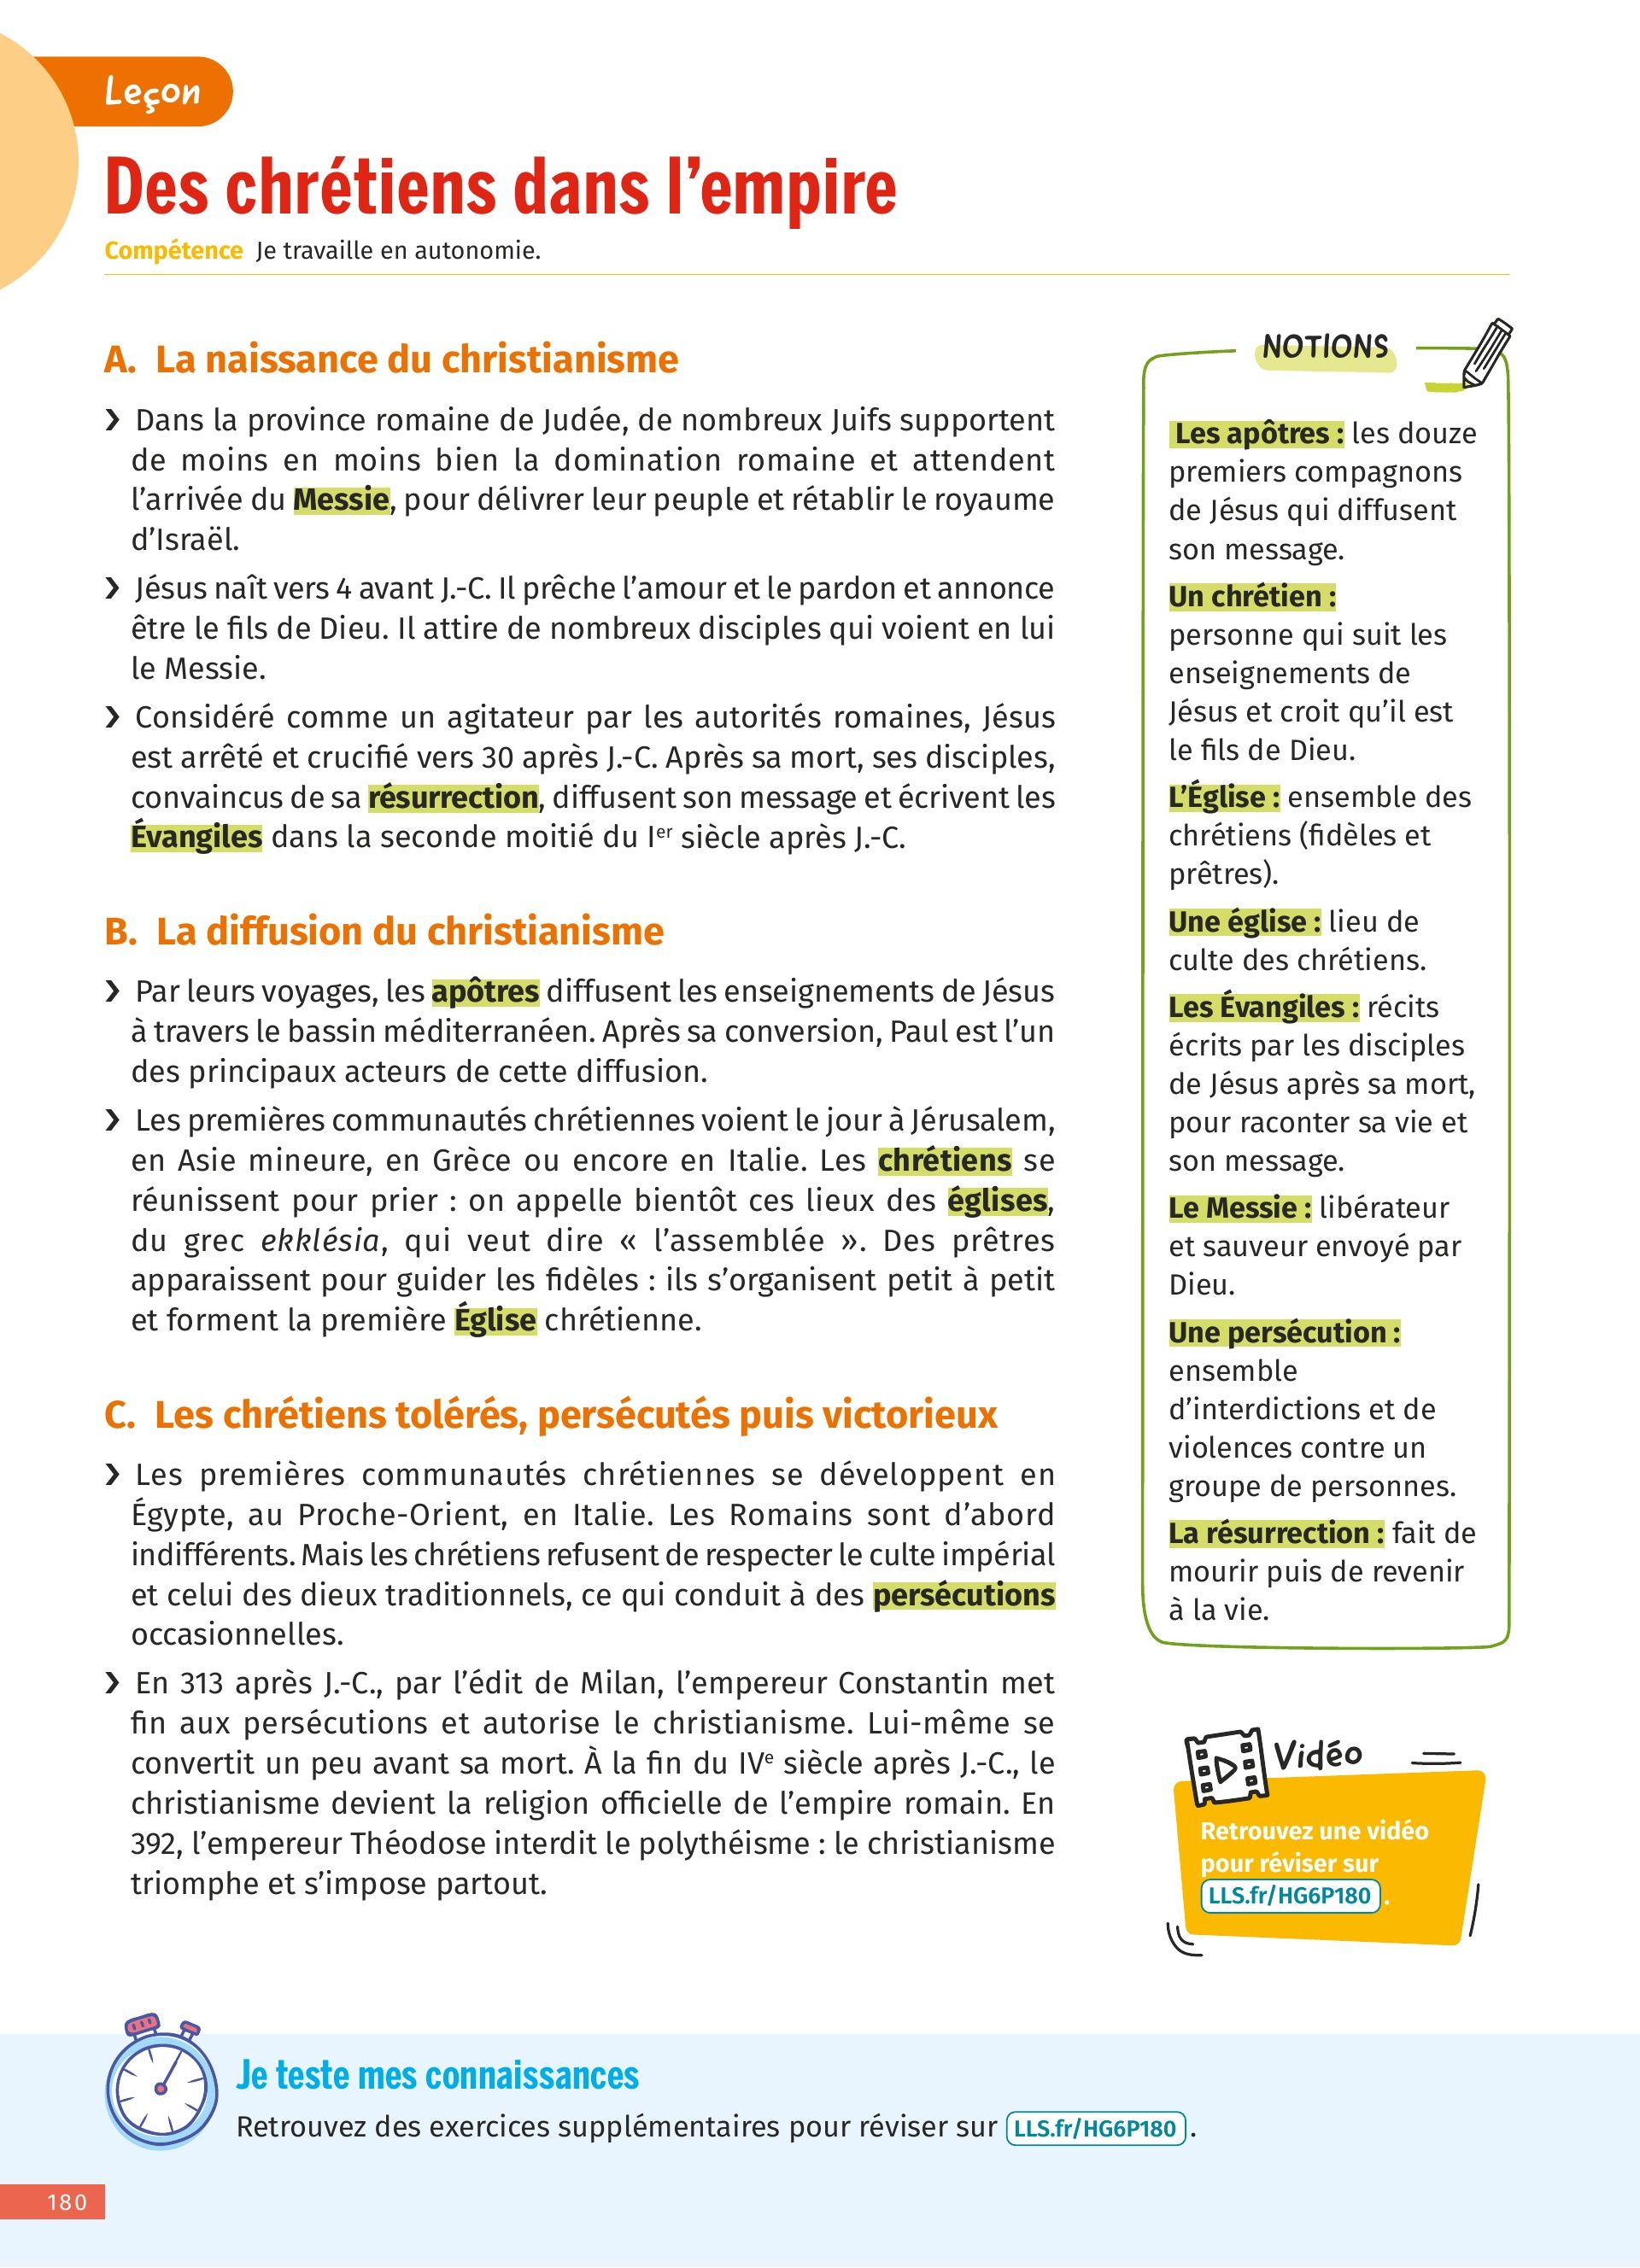 Leçon
Des chrétiens dans l’empire
Compétence Je travaille en autonomie.
A. La naissance du christianisme
❯ Dans la province romaine de Judée, de nombreux Juifs supportent
de moins en moins bien la domination romaine et attendent
l’arrivée du Messie, pour délivrer leur peuple et rétablir le royaume
d’Israël.
❯ Jésus naît vers 4 avant J.-C. Il prêche l’amour et le pardon et annonce
être le fils de Dieu. Il attire de nombreux disciples qui voient en lui
le Messie.
❯ Considéré comme un agitateur par les autorités romaines, Jésus
est arrêté et crucifié vers 30 après J.-C. Après sa mort, ses disciples,
convaincus de sa résurrection, diffusent son message et écrivent les
Évangiles dans la seconde moitié du Ier siècle après J.-C.
B. La diffusion du christianisme
❯ Par leurs voyages, les apôtres diffusent les enseignements de Jésus
à travers le bassin méditerranéen. Après sa conversion, Paul est l’un
des principaux acteurs de cette diffusion.
❯ Les premières communautés chrétiennes voient le jour à Jérusalem,
en Asie mineure, en Grèce ou encore en Italie. Les chrétiens se
réunissent pour prier : on appelle bientôt ces lieux des églises,
du grec ekklésia, qui veut dire « l’assemblée ». Des prêtres
apparaissent pour guider les fidèles : ils s’organisent petit à petit
et forment la première Église chrétienne.
C. Les chrétiens tolérés, persécutés puis victorieux
❯ Les premières communautés chrétiennes se développent en
Égypte, au Proche-Orient, en Italie. Les Romains sont d’abord
indifférents. Mais les chrétiens refusent de respecter le culte impérial
et celui des dieux traditionnels, ce qui conduit à des persécutions
occasionnelles.
❯ En 313 après J.-C., par l’édit de Milan, l’empereur Constantin met
fin aux persécutions et autorise le christianisme. Lui-même se
convertit un peu avant sa mort. À la fin du IVe siècle après J.-C., le
christianisme devient la religion officielle de l’empire romain. En
392, l’empereur Théodose interdit le polythéisme : le christianisme
triomphe et s’impose partout.
NOTIONS
Les apôtres : les douze
premiers compagnons
de Jésus qui diffusent
son message.
Un chrétien :
personne qui suit les
enseignements de
Jésus et croit qu’il est
le fils de Dieu.
L’Église : ensemble des
chrétiens (fidèles et
prêtres).
Une église : lieu de
culte des chrétiens.
Les Évangiles : récits
écrits par les disciples
de Jésus après sa mort,
pour raconter sa vie et
son message.
Le Messie : libérateur
et sauveur envoyé par
Dieu.
Une persécution :
ensemble
d’interdictions et de
violences contre un
groupe de personnes.
La résurrection : fait de
mourir puis de revenir
à la vie.
Vidéo
Retrouvez une vidéo
pour réviser sur
LLS.fr/HG6P180 .
Je teste mes connaissances
Retrouvez des exercices supplémentaires pour réviser sur LLS.fr/HG6P180 .
180